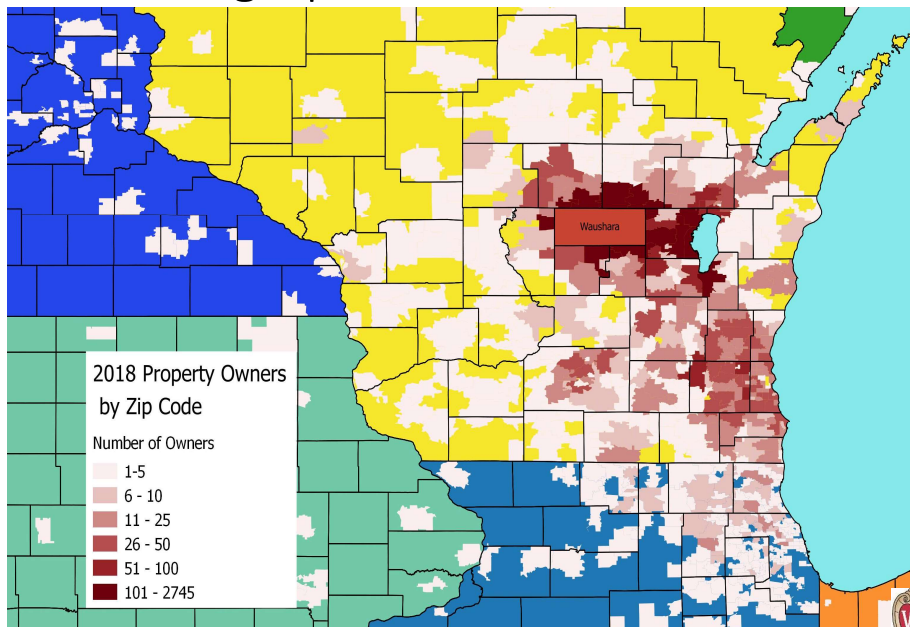 Waushara
2018 Property Owners
by Zip Code
Number of Owners
1-5
6 - 10
11 - 25
26 - 50
51 - 100
101 - 2745